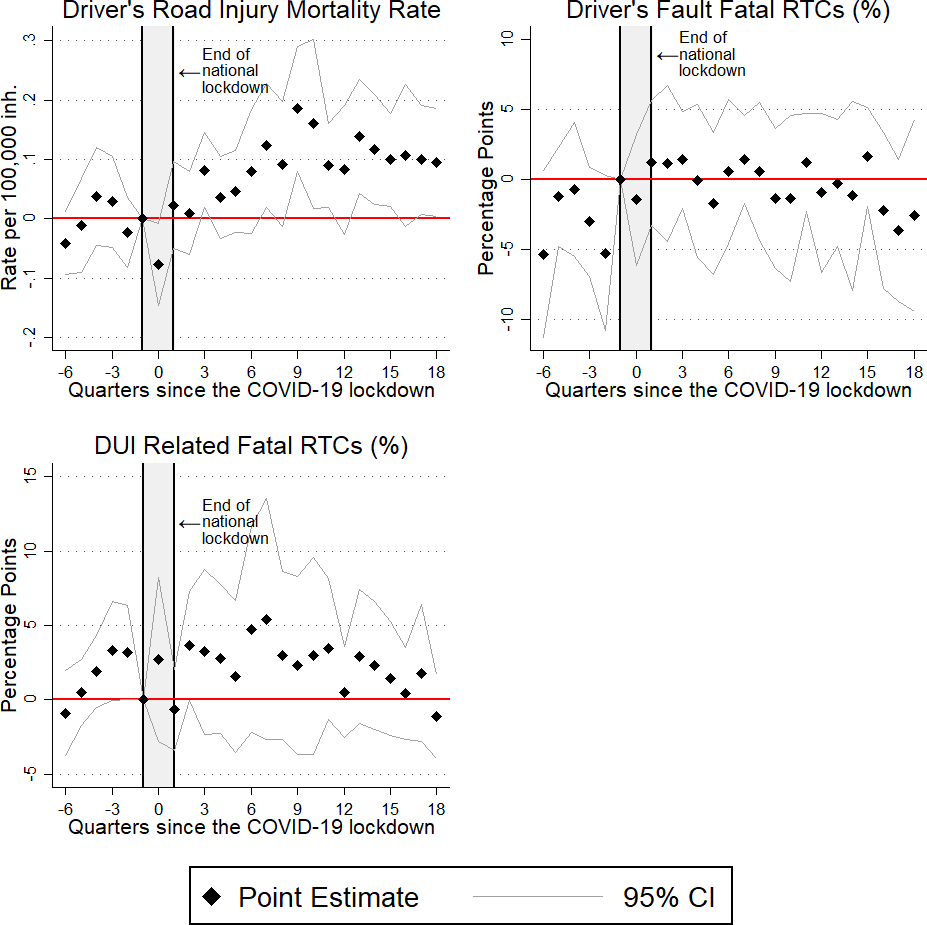 Driver's Road Injury Mortality Rate
Rate per 100,000 inh.
.3
.2
.1
0
-.1
-.2
End of
←national
lockdown
-6 -3 0 3 6 9 12 15 18
Quarters since the COVID-19 lockdown
Driver's Fault Fatal RTCs (%)
Percentage Points
10
5
0
-5
-10
End of
←national
lockdown
-6 -3 0 3 6 9 12 15 18
Quarters since the COVID-19 lockdown
DUI Related Fatal RTCs (%)
Percentage Points
15
10
5
0
-5
End of
←national
lockdown
-6 -3 0 3 6 9 12 15 18
Quarters since the COVID-19 lockdown
Point Estimate 95% CI